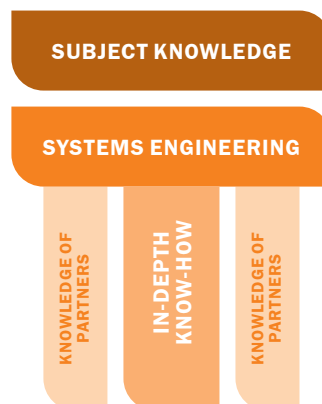 SUBJECT KNOWLEDGE
SYSTEMS ENGINEERING
KNOWLEDGE OF
PARTNERS
IN-DEPTH
KNOW-HOW
KNOWLEDGE OF
PARTNERS